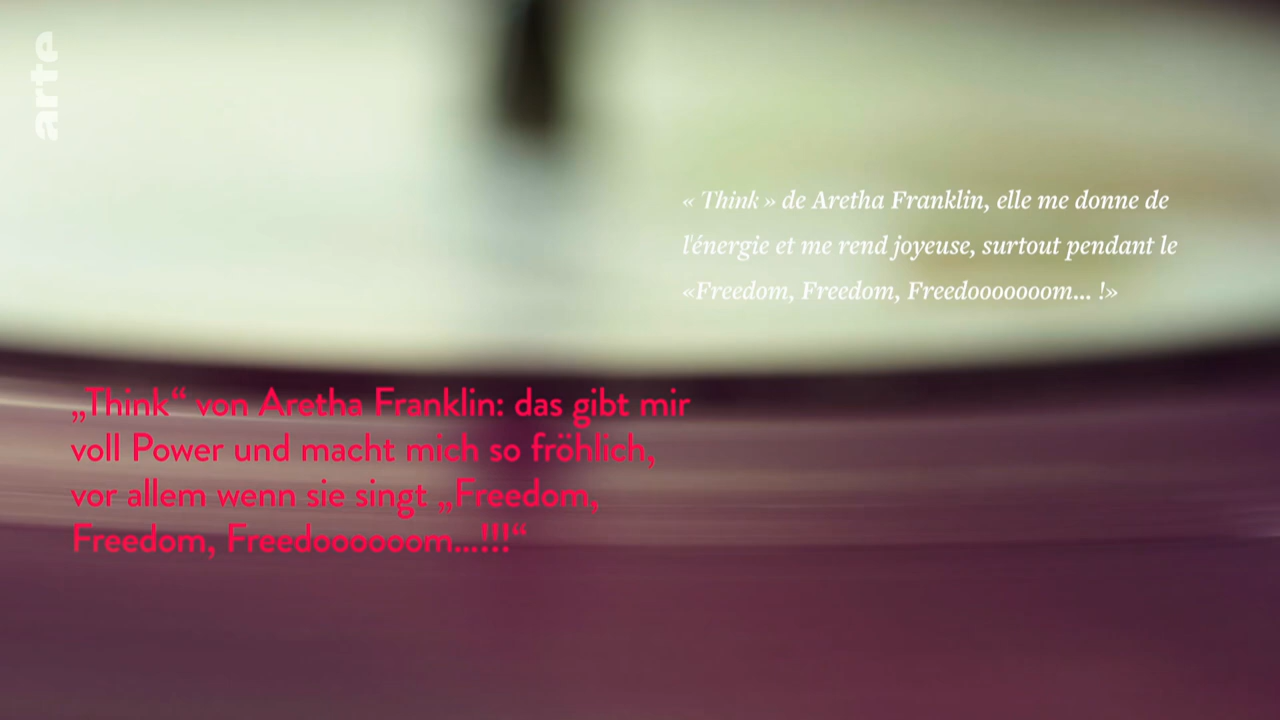 arte
« Think » de Aretha Franklin, elle me donne de
l'énergie et me rend joyeuse, surtout pendant le
«Freedom, Freedom, Freedooooooom... !»
„Think“ von Aretha Franklin: das gibt mir
voll Power und macht mich so fröhlich,
vor allem wenn sie singt „Freedom,
Freedom, Freedoooooom...!!!“